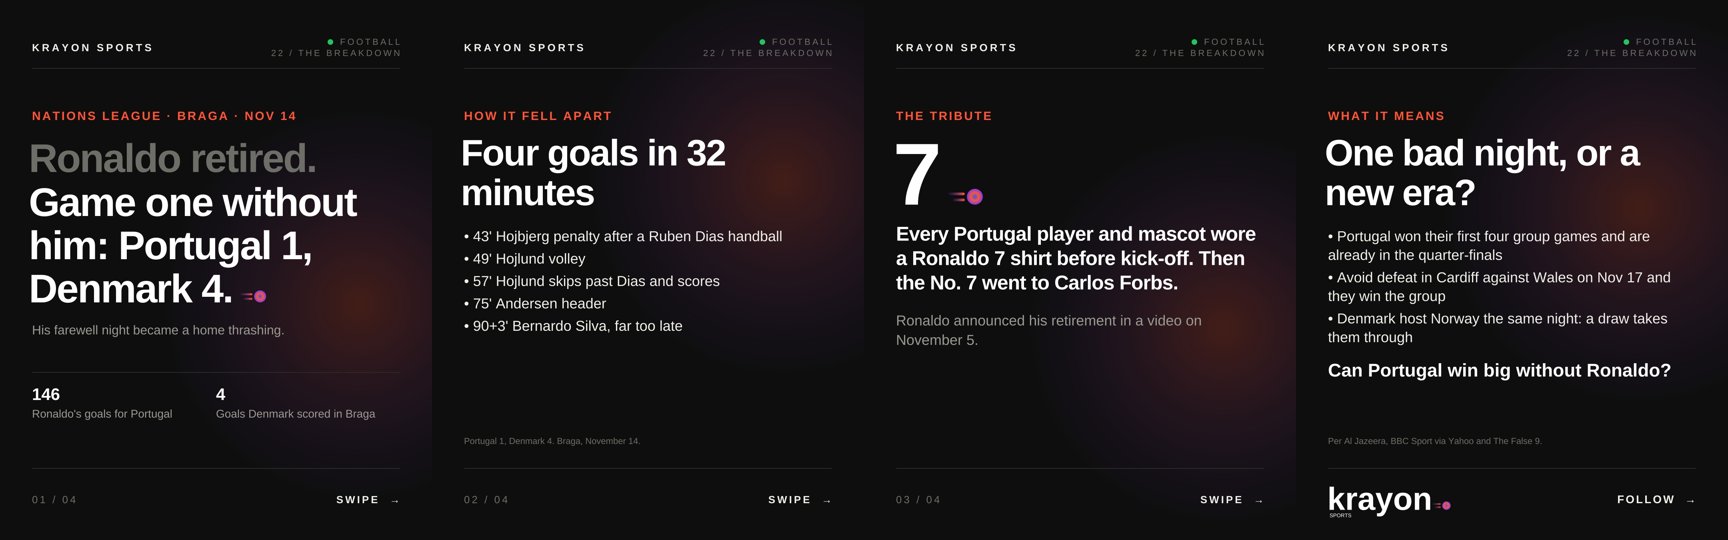 KRAYON SPORTS
FOOTBALL
22 / THE BREAKDOWN
NATIONS LEAGUE · BRAGA · NOV 14
Ronaldo retired.
Game one without
him: Portugal 1,
Denmark 4.
His farewell night became a home thrashing.
146
Ronaldo's goals for Portugal
4
Goals Denmark scored in Braga
01 / 04
SWIPE →
KRAYON SPORTS
FOOTBALL
22 / THE BREAKDOWN
HOW IT FELL APART
Four goals in 32
minutes
• 43' Hojbjerg penalty after a Ruben Dias handball
• 49' Hojlund volley
• 57' Hojlund skips past Dias and scores
• 75' Andersen header
• 90+3' Bernardo Silva, far too late
Portugal 1, Denmark 4. Braga, November 14.
02 / 04
SWIPE →
KRAYON SPORTS
FOOTBALL
22 / THE BREAKDOWN
THE TRIBUTE
7
Every Portugal player and mascot wore
a Ronaldo 7 shirt before kick-off. Then
the No. 7 went to Carlos Forbs.
Ronaldo announced his retirement in a video on
November 5.
03 / 04
SWIPE →
KRAYON SPORTS
FOOTBALL
22 / THE BREAKDOWN
WHAT IT MEANS
One bad night, or a
new era?
• Portugal won their first four group games and are
already in the quarter-finals
• Avoid defeat in Cardiff against Wales on Nov 17 and
they win the group
• Denmark host Norway the same night: a draw takes
them through
Can Portugal win big without Ronaldo?
Per Al Jazeera, BBC Sport via Yahoo and The False 9.
krayon
SPORTS
FOLLOW →